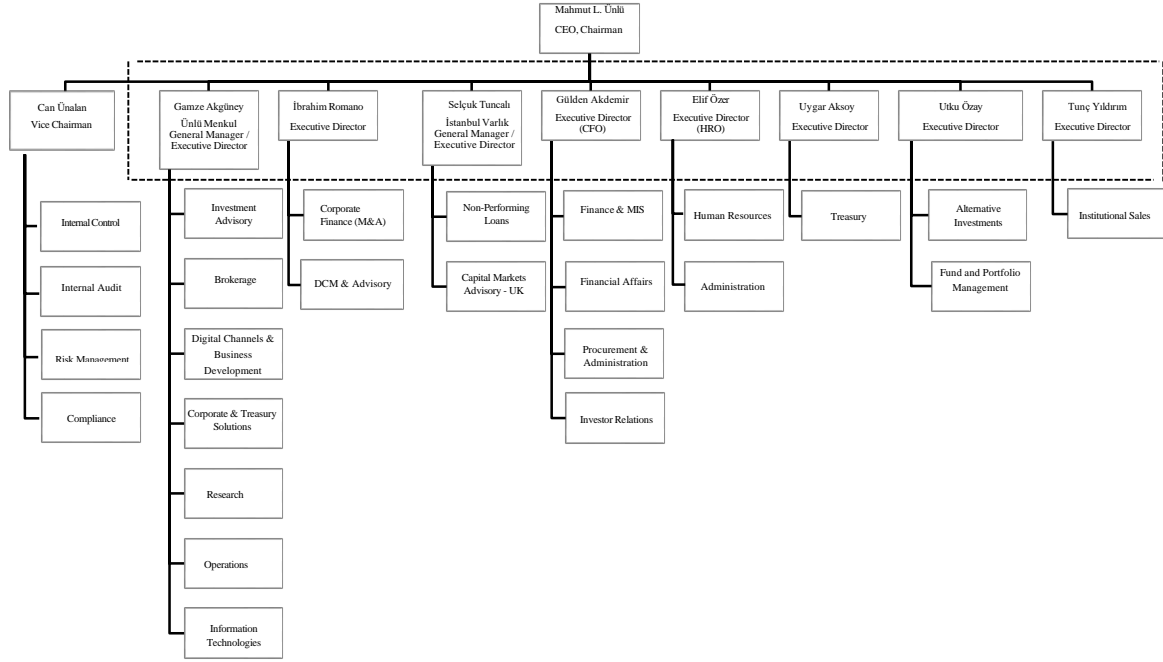 Mahmut L. Ünlü
CEO, Chairman
Can Ünalan
Vice Chairman
Gamze Akgüney
Ünlü Menkul
General Manager /
Executive Director
İbrahim Romano
Executive Director
Selçuk Tuncalı
İstanbul Varlık
General Manager /
Executive Director
Gülden Akdemir
Executive Director
(CFO)
Elif Özer
Executive Director
(HRO)
Uygar Aksoy
Executive Director
Utku Özay
Executive Director
Tunç Yıldırım
Executive Director
Internal Control
Internal Audit
Risk Management
Compliance
Investment
Advisory
Brokerage
Digital Channels &
Business
Development
Corporate & Treasury
Solutions
Research
Operations
Information
Technologies
Corporate
Finance (M&A)
DCM & Advisory
Non-Performing
Loans
Capital Markets
Advisory - UK
Finance & MIS
Financial Affairs
Procurement &
Administration
Investor Relations
Human Resources
Administration
Treasury
Alternative
Investments
Fund and Portfolio
Management
Institutional Sales